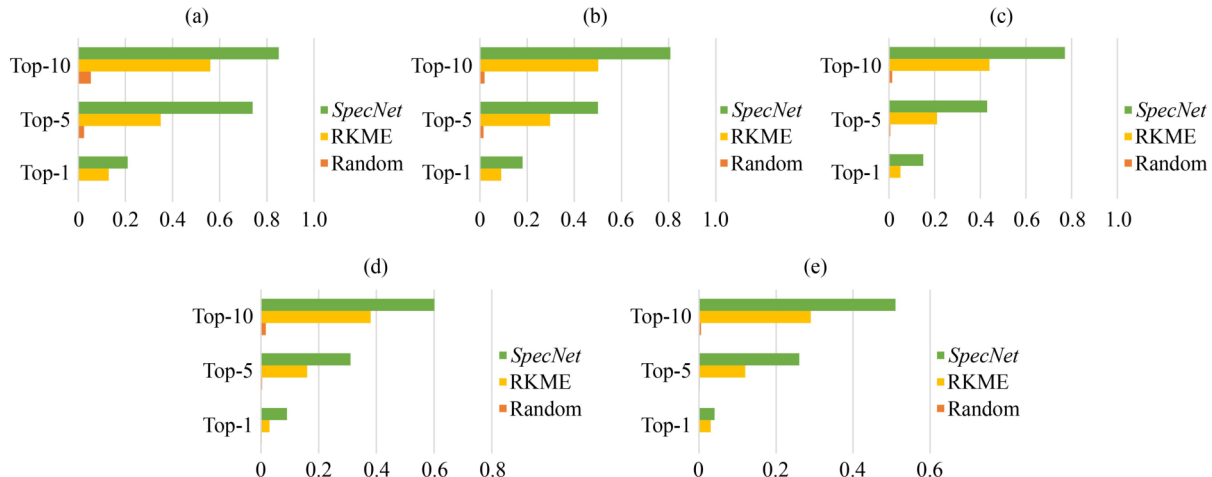 (a)
Top-10
Top-5
Top-1
SpecNet
RKME
Random
0 0.2 0.4 0.6 0.8 1.0
(b)
Top-10
Top-5
Top-1
SpecNet
RKME
Random
0 0.2 0.4 0.6 0.8 1.0
(c)
Top-10
Top-5
Top-1
SpecNet
RKME
Random
0 0.2 0.4 0.6 0.8 1.0
(d)
Top-10
Top-5
Top-1
SpecNet
RKME
Random
0 0.2 0.4 0.6 0.8
(e)
Top-10
Top-5
Top-1
SpecNet
RKME
Random
0 0.2 0.4 0.6